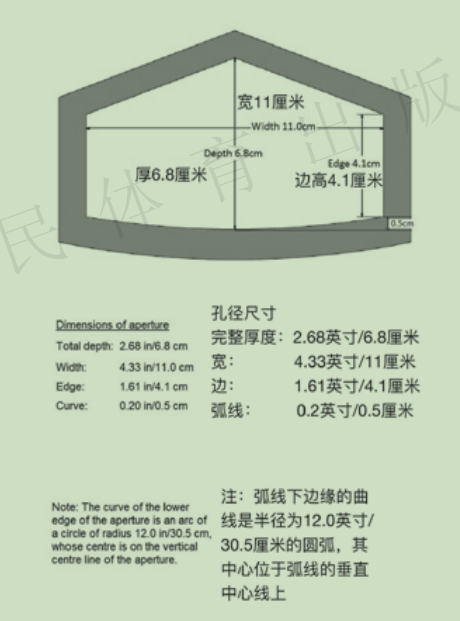 宽11厘米
Width 11.0cm
Depth 6.8cm
Edge 4.1cm
厚6.8厘米
边高4.1厘米
0.5cm
民体育出版
Dimensions of aperture
Total depth: 2.68 in/6.8 cm
Width: 4.33 in/11.0 cm
Edge: 1.61 in/4.1 cm
Curve: 0.20 in/0.5 cm
孔径尺寸
完整厚度：2.68英寸/6.8厘米
宽： 4.33英寸/11厘米
边： 1.61英寸/4.1厘米
弧线： 0.2英寸/0.5厘米
Note: The curve of the lower
edge of the aperture is an arc of
a circle of radius 12.0 in/30.5 cm,
whose centre is on the vertical
centre line of the aperture.
注：弧线下边缘的曲
线是半径为12.0英寸/
30.5厘米的圆弧，其
中心位于弧线的垂直
中心线上